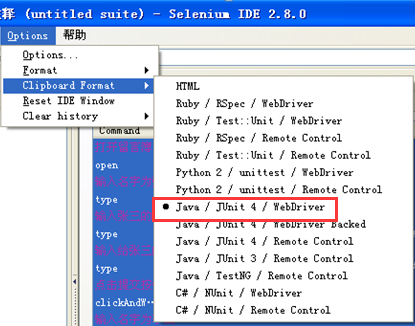 释 (untitled suite) - Selenium IDE 2.8.0
Options 帮助
Options...
Format
Clipboard Format
Reset IDE Window
Clear history
HTML
Ruby / RSpec / WebDriver
Ruby / Test::Unit / WebDriver
Ruby / RSpec / Remote Control
Ruby / Test::Unit / Remote Control
Python 2 / unittest / WebDriver
Python 2 / unittest / Remote Control
Java / JUnit 4 / WebDriver
Java / JUnit 4 / WebDriver Backed
Java / JUnit 4 / Remote Control
Java / JUnit 3 / Remote Control
Java / TestNG / Remote Control
C# / NUnit / WebDriver
C# / NUnit / Remote Control
Command
open
type
type
type
clickAndW...